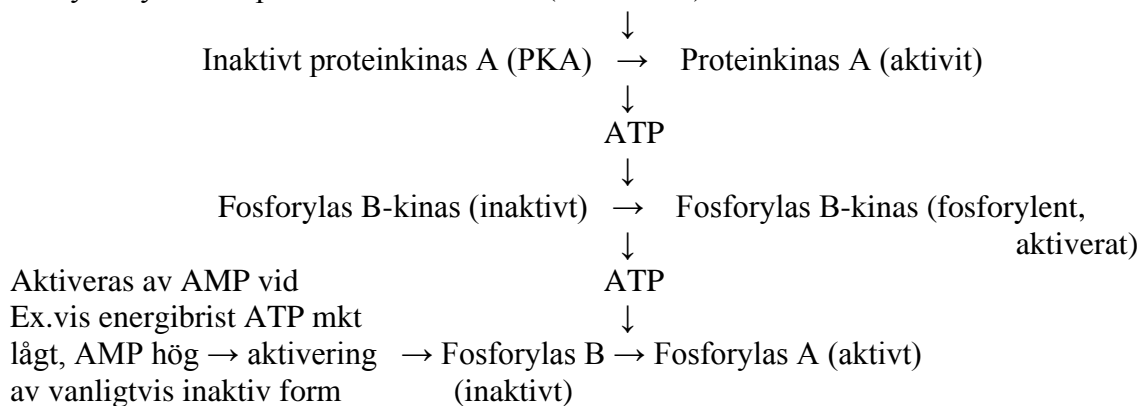 ↓
Inaktivt proteinkinas A (PKA) → Proteinkinas A (aktivit)
↓
ATP
↓
Fosforylas B-kinas (inaktivt) → Fosforylas B-kinas (fosforylent,
aktiverat)
↓
Aktiveras av AMP vid ATP
Ex.vis energibrist ATP mkt ↓
lågt, AMP hög → aktivering → Fosforylas B → Fosforylas A (aktivt)
av vanligtvis inaktiv form (inaktivt)